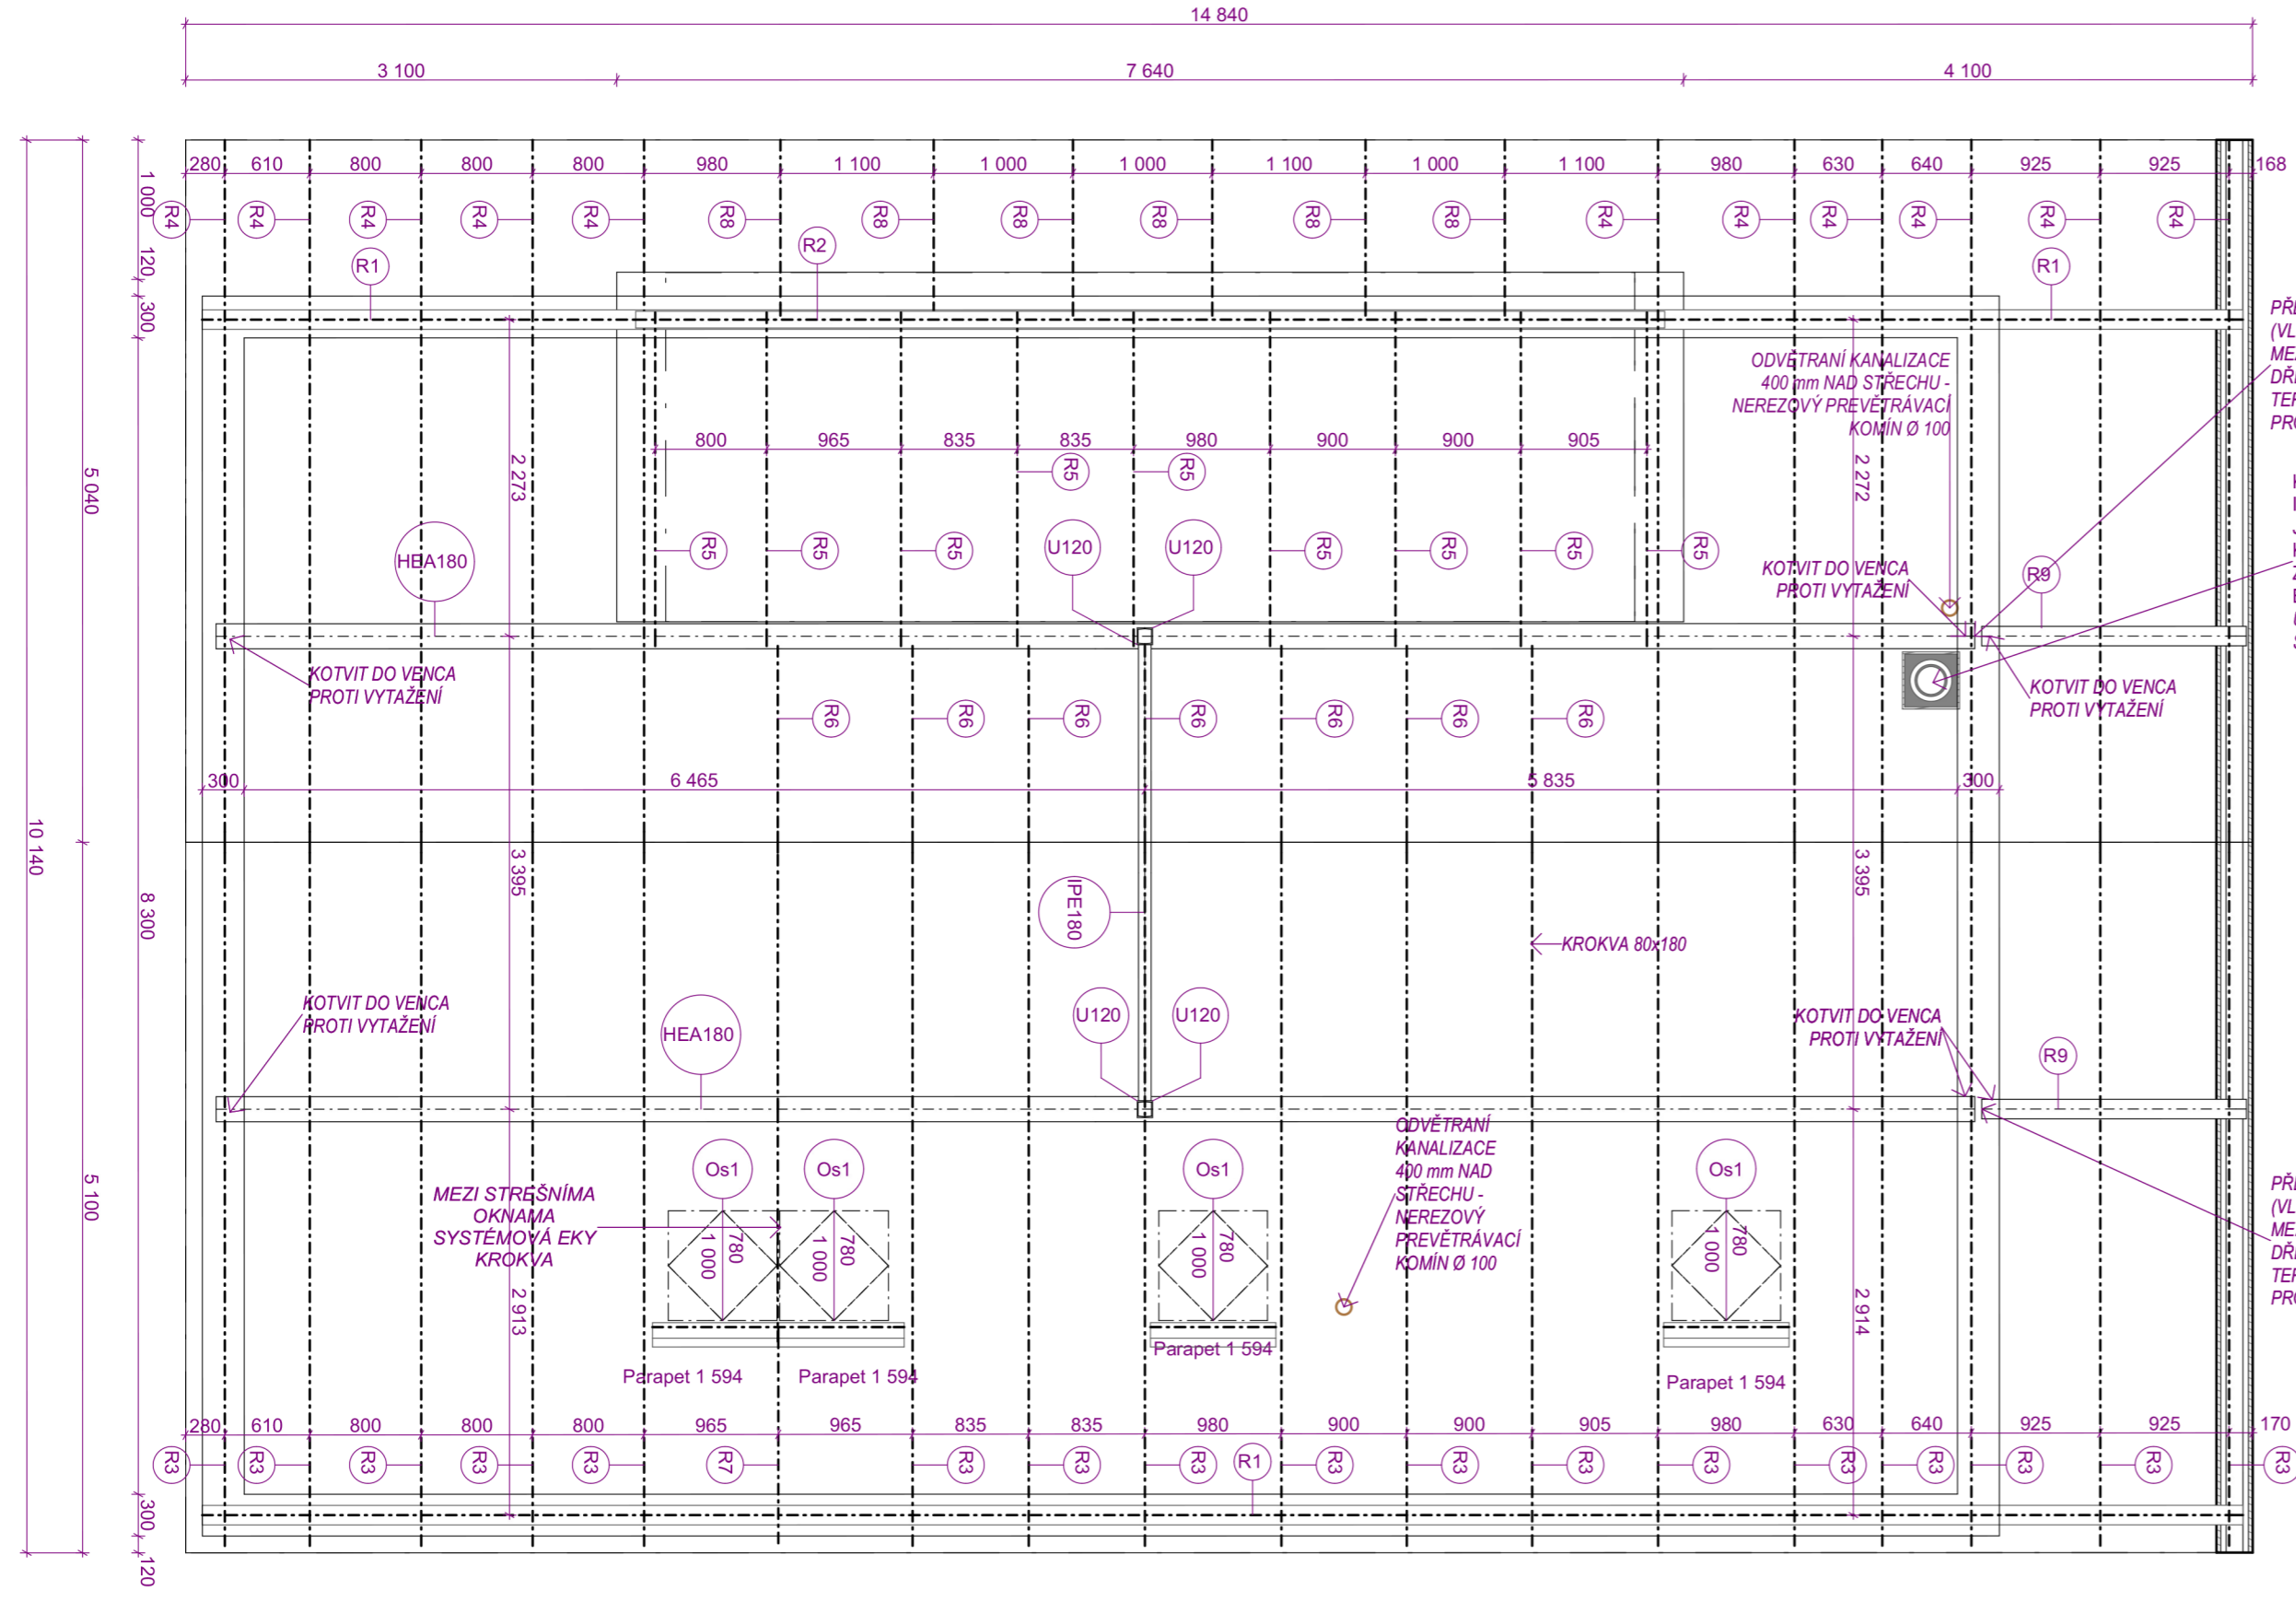 14 840
3 100
7 640
4 100
280
610
800
800
800
980
1 100
1 000
1 000
1 100
1 000
1 100
980
630
640
925
925
168
R4
R4
R4
R4
R4
R8
R8
R8
R8
R8
R8
R4
R4
R4
R4
R4
R4
R1
R2
R1
1 000
120
300
8 300
300
120
5 040
5 100
10 140
2 273
3 395
2 913
2 272
3 395
2 914
ODVĚTRANÍ KANALIZACE
400 mm NAD STŘECHU -
NEREZOVÝ PREVĚTRÁVACÍ
KOMÍN Ø 100
800
965
835
835
980
900
900
905
R5
R5
R5
R5
R5
R5
R5
R5
R5
U120
U120
HEA180
KOTVIT DO VENCA
PROTI VYTAŽENÍ
R9
KOTVIT DO VENCA
PROTI VYTAŽENÍ
KOTVIT DO VENCA
PROTI VYTAŽENÍ
R6
R6
R6
R6
R6
R6
R6
300
6 465
5 835
300
IPE180
KROKVA 80x180
KOTVIT DO VENCA
PROTI VYTAŽENÍ
HEA180
U120
U120
KOTVIT DO VENCA
PROTI VYTAŽENÍ
R9
ODVĚTRANÍ
KANALIZACE
400 mm NAD
STŘECHU -
NEREZOVÝ
PREVĚTRÁVACÍ
KOMÍN Ø 100
Os1
Os1
Os1
Os1
MEZI STREŠNÍMA
OKNAMA
SYSTÉMOVÁ EKY
KROKVA
780
1 000
780
1 000
780
1 000
780
1 000
Parapet 1 594
Parapet 1 594
Parapet 1 594
Parapet 1 594
280
610
800
800
800
965
965
835
835
980
900
900
905
980
630
640
925
925
170
R3
R3
R3
R3
R3
R7
R3
R3
R3
R1
R3
R3
R3
R3
R3
R3
R3
R3
R3